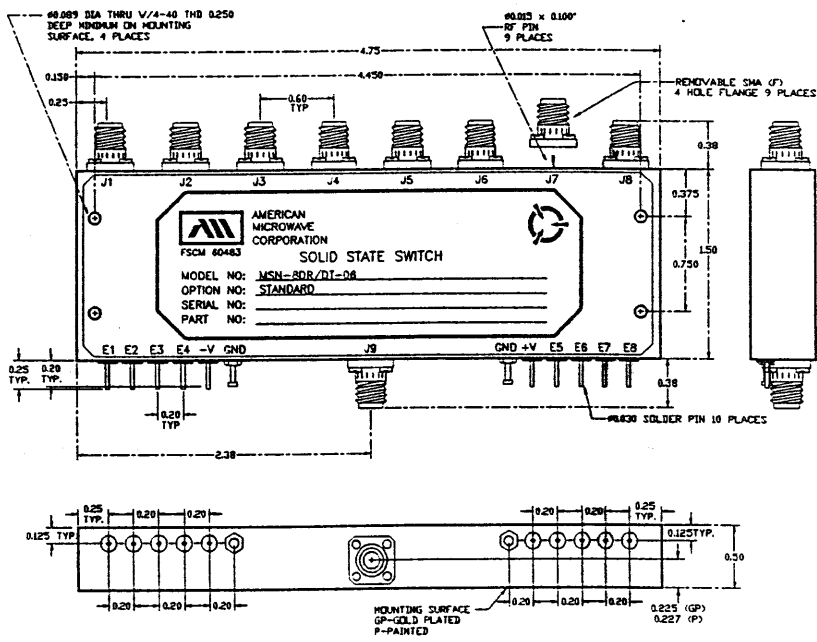 ø0.089 DIA THRU V/4-40 THD 0.250
DEEP MINIMUM ON MOUNTING
SURFACE, 4 PLACES
ø0.015 x 0.100"
RF PIN
9 PLACES
4.75
4.450
0.150
0.25
0.60
TYP
REMOVABLE SMA (F)
4 HOLE FLANGE 9 PLACES
0.38
J1 J2 J3 J4 J5 J6 J7 J8
0.375
0.750
1.50
AMERICAN
MICROWAVE
CORPORATION
FSCM 60483
SOLID STATE SWITCH
MODEL NO: MSN-8DR/DT-06
OPTION NO: STANDARD
SERIAL NO:
PART NO:
E1 E2 E3 E4 -V GND J9 GND +V E5 E6 E7 E8
0.25
TYP.
0.20
TYP.
0.20
TYP
0.38
ø0.030 SOLDER PIN 10 PLACES
2.38
0.25
TYP.
0.20 0.20
0.125 TYP.
0.20 0.20 0.20
0.20 0.20
0.25
TYP.
0.125TYP.
0.50
0.20 0.20 0.20
0.225 (GP)
0.227 (P)
MOUNTING SURFACE
GP-GOLD PLATED
P-PAINTED